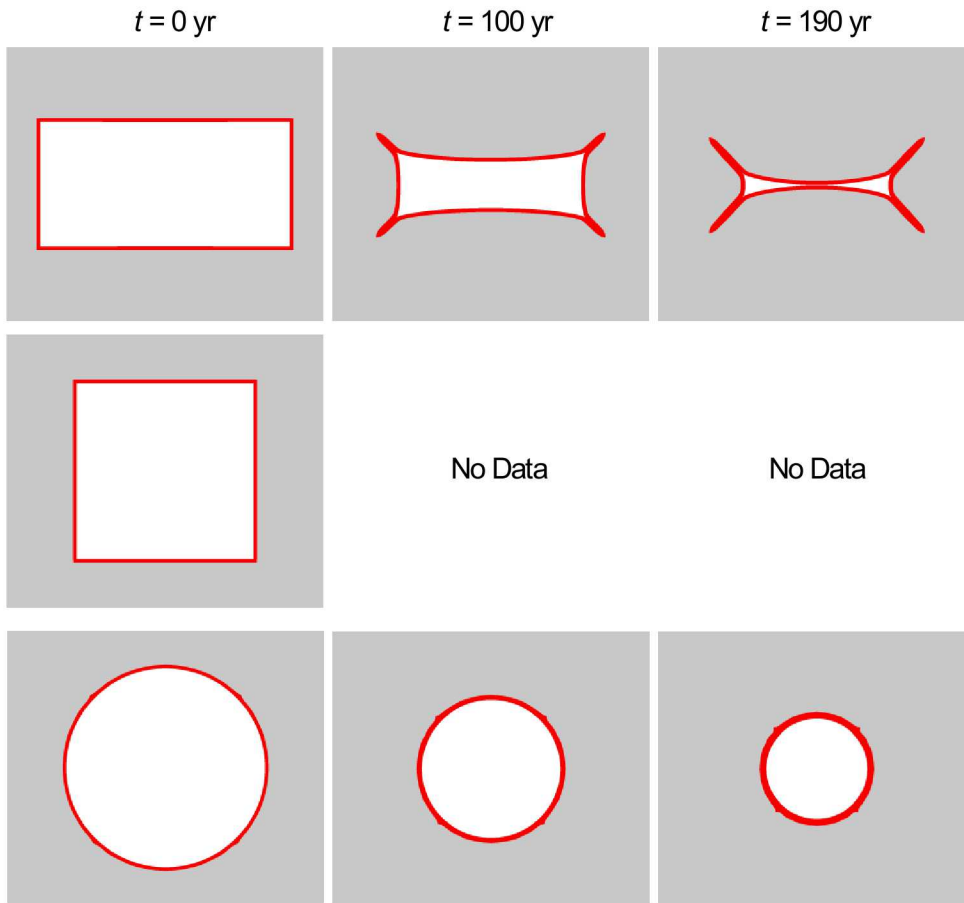 t = 0 yr
t = 100 yr
t = 190 yr
No Data
No Data